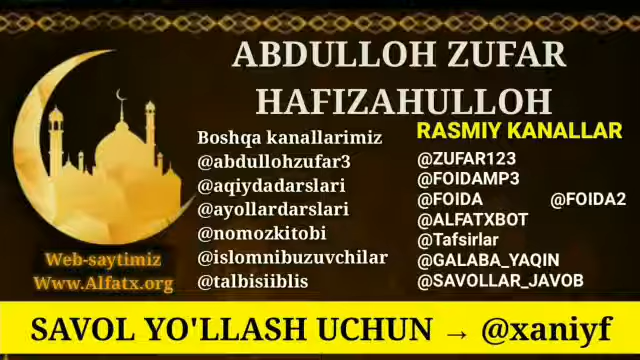 ABDULLOH ZUFAR
HAFIZAHULLOH
Boshqa kanallarimiz
@abdullohzufar3
@aqiydadarslari
@ayollardarslari
@nomozkitobi
@islomnibuzuvchilar
@talbisiiblis
RASMIY KANALLAR
@ZUFAR123
@FOIDAMP3
@FOIDA @FOIDA2
@ALFATXBOT
@Tafsirlar
@GALABA_YAQIN
@SAVOLLAR_JAVOB
Web-saytimiz
Www.Alfatx.org
SAVOL YO'LLASH UCHUN → @xaniyf